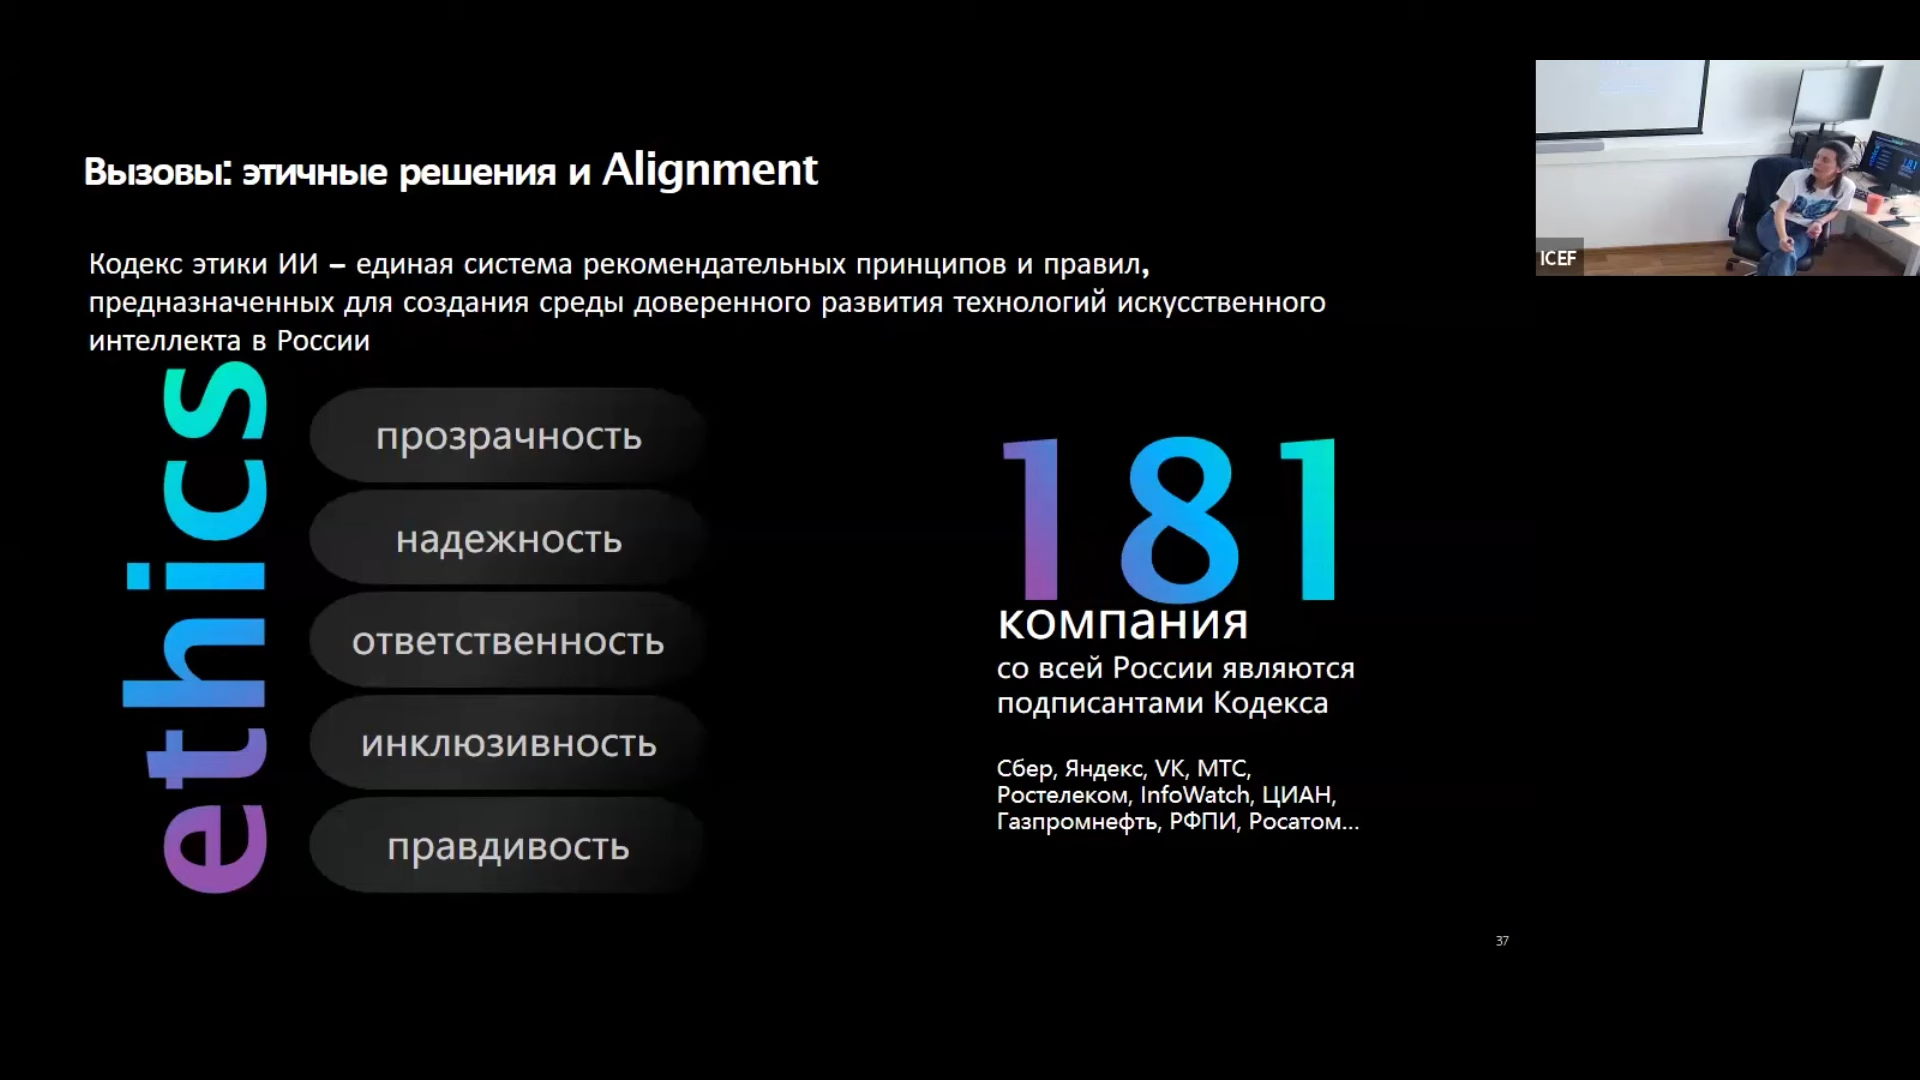 Вызовы: этичные решения и Alignment
Кодекс этики ИИ – единая система рекомендательных принципов и правил,
предназначенных для создания среды доверенного развития технологий искусственного
интеллекта в России
ethics
прозрачность
надежность
ответственность
инклюзивность
правдивость
181
компания
со всей России являются
подписантами Кодекса
Сбер, Яндекс, VK, МТС,
Ростелеком, InfoWatch, ЦИАН,
Газпромнефть, РФПИ, Росатом...
37
ICEF